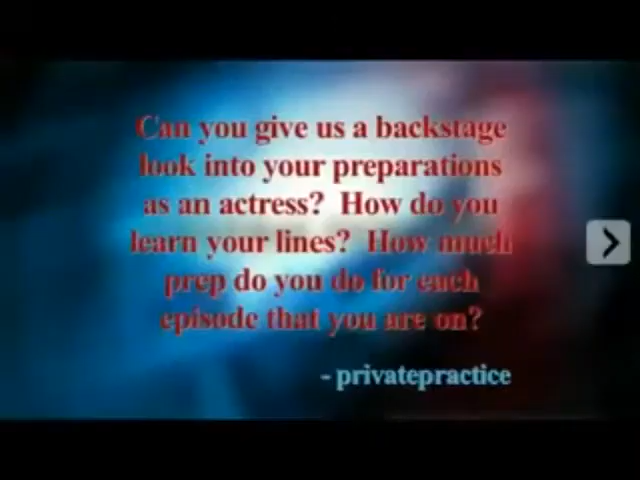 Can you give us a backstage
look into your preparations
as an actress? How do you
learn your lines? How much
prep do you do for each
episode that you are on?
- privatepractice